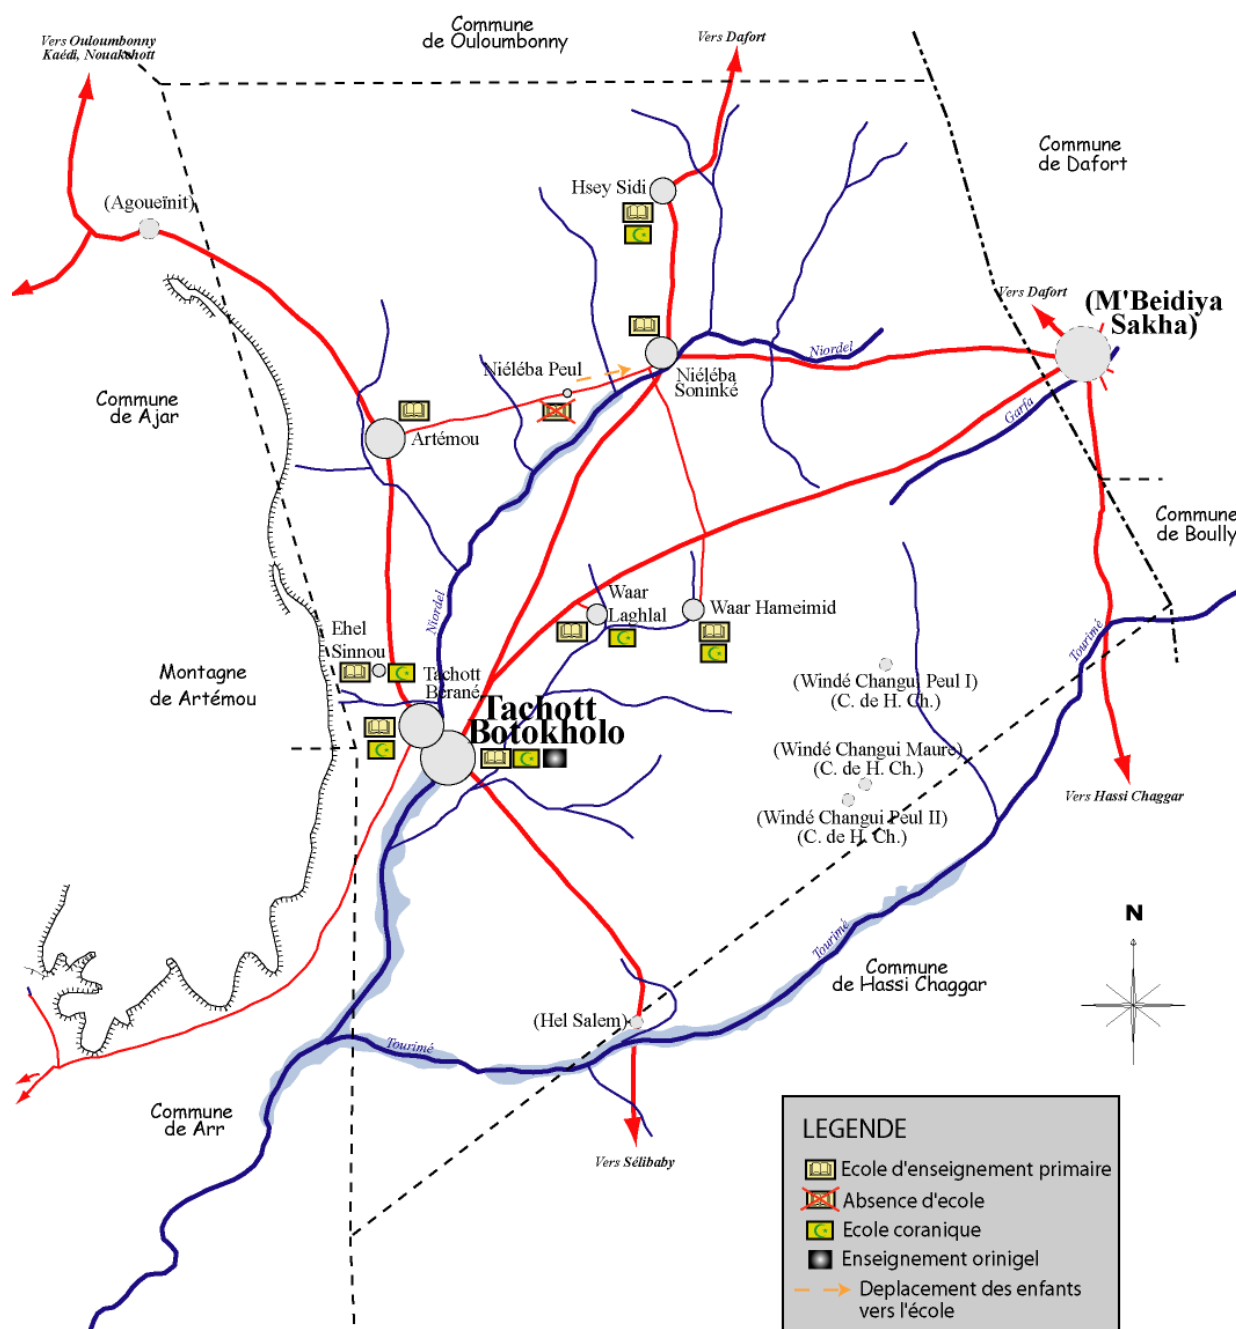 Commune
de Ouloumbonny
Vers Ouloumbonny
Kaédi, Nouakshott
Vers Dafort
Commune
de Dafort
Hsey Sidi
(Agoueïnit)
Vers Dafort
(M'Beidiya
Sakha)
Niordel
Niéléba Peul
Niéléba
Soninké
Commune
de Ajar
Garfa
Artémou
Commune
de Boully
Niordel
Waar
Laghlal
Waar Hameimid
Ehel
Sinnou
Tourimé
Montagne
de Artémou
Tachott
Bérané
(Windé Changui Peul I)
(C. de H. Ch.)
Tachott
Botokholo
(Windé Changui Maure)
(C. de H. Ch.)
Vers Hassi Chaggar
(Windé Changui Peul II)
(C. de H. Ch.)
N
Tourimé
Commune
de Hassi Chaggar
(Hel Salem)
Tourimé
Commune
de Arr
Vers Sélibaby
LEGENDE
Ecole d'enseignement primaire
Absence d'ecole
Ecole coranique
Enseignement orinigel
Deplacement des enfants
vers l'école